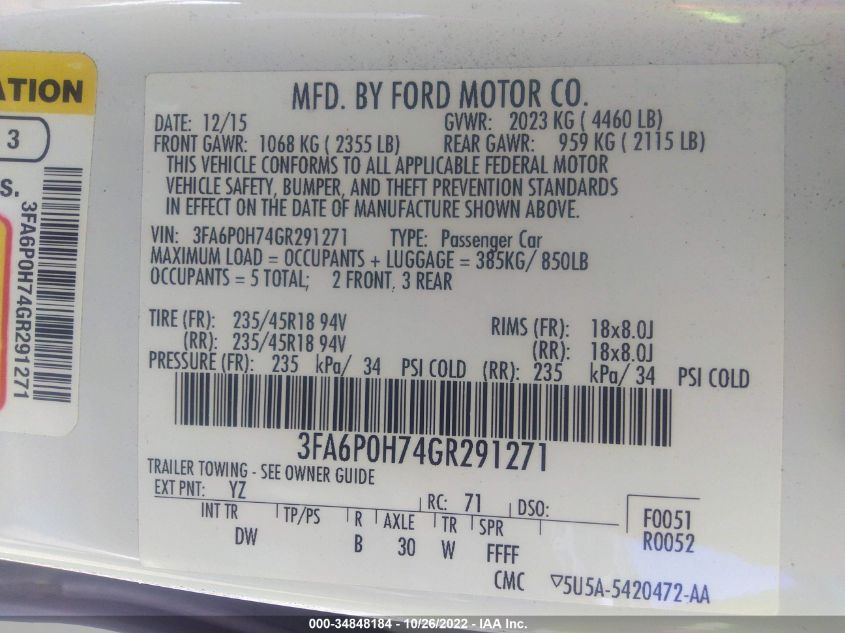 ATION
3
S.
3FA6P0H74GR291271
MFD. BY FORD MOTOR CO.
DATE: 12/15 GVWR: 2023 KG ( 4460 LB)
FRONT GAWR: 1068 KG ( 2355 LB) REAR GAWR: 959 KG ( 2115 LB)
THIS VEHICLE CONFORMS TO ALL APPLICABLE FEDERAL MOTOR
VEHICLE SAFETY, BUMPER, AND THEFT PREVENTION STANDARDS
IN EFFECT ON THE DATE OF MANUFACTURE SHOWN ABOVE.
VIN: 3FA6P0H74GR291271 TYPE: Passenger Car
MAXIMUM LOAD = OCCUPANTS + LUGGAGE = 385KG/ 850LB
OCCUPANTS = 5 TOTAL; 2 FRONT, 3 REAR
TIRE (FR): 235/45R18 94V RIMS (FR): 18x8.0J
(RR): 235/45R18 94V (RR): 18x8.0J
PRESSURE (FR): 235 kPa/ 34 PSI COLD (RR): 235 kPa/ 34 PSI COLD
3FA6P0H74GR291271
TRAILER TOWING - SEE OWNER GUIDE
EXT PNT: YZ RC: 71 DSO: F0051
INT TR TP/PS R AXLE TR SPR R0052
DW B 30 W FFFF
CMC ▽5U5A-5420472-AA
000-34848184 - 10/26/2022 - IAA Inc.